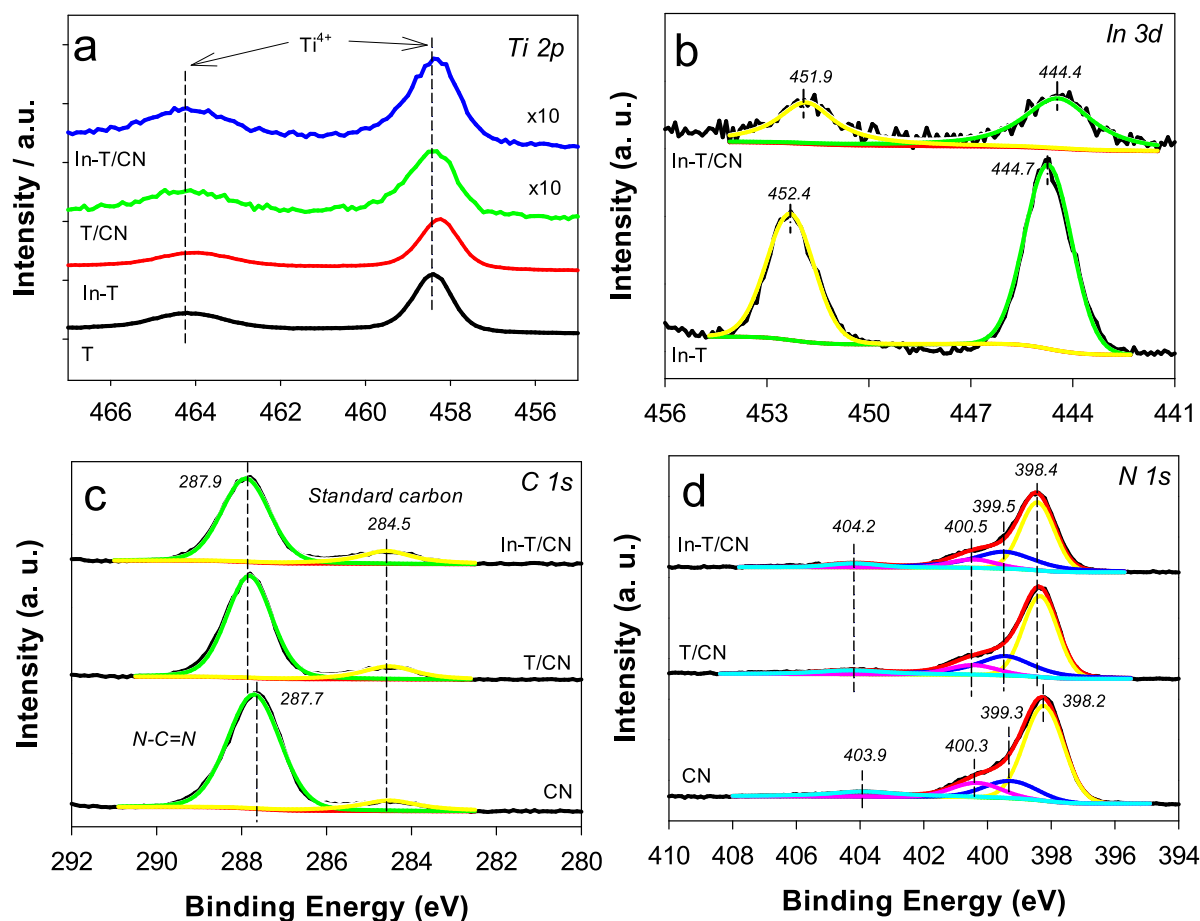 a
Ti⁴⁺
Ti 2p
x10
In-T/CN
x10
T/CN
In-T
T
Intensity / a.u.
466 464 462 460 458 456 454
b
In 3d
451.9
444.4
In-T/CN
452.4
444.7
In-T
Intensity (a. u.)
456 453 450 447 444 441
c
C 1s
287.9
Standard carbon
284.5
In-T/CN
T/CN
287.7
N-C=N
CN
Intensity (a. u.)
292 290 288 286 284 282 280
Binding Energy (eV)
d
N 1s
398.4
399.5
400.5
404.2
In-T/CN
T/CN
398.2
399.3
400.3
403.9
CN
Intensity (a. u.)
410 408 406 404 402 400 398 396 394
Binding Energy (eV)